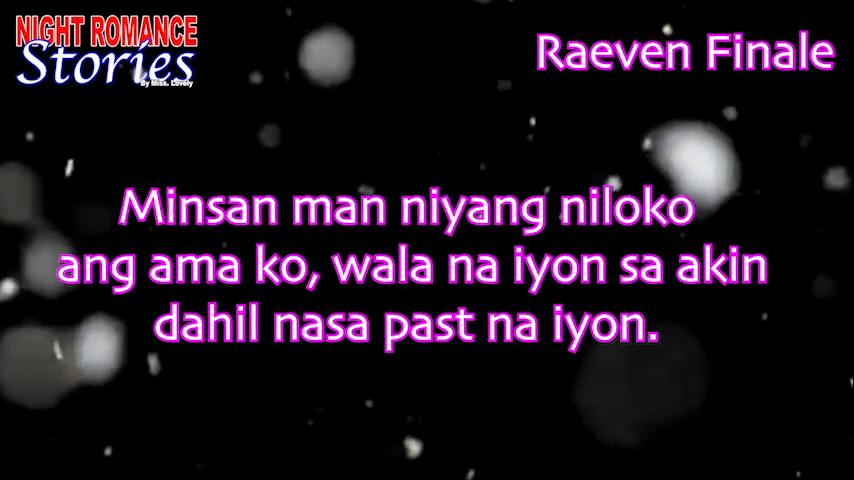 NIGHT ROMANCE
Stories
By Miss. Lovely
Raeven Finale
Minsan man niyang niloko
ang ama ko, wala na iyon sa akin
dahil nasa past na iyon.